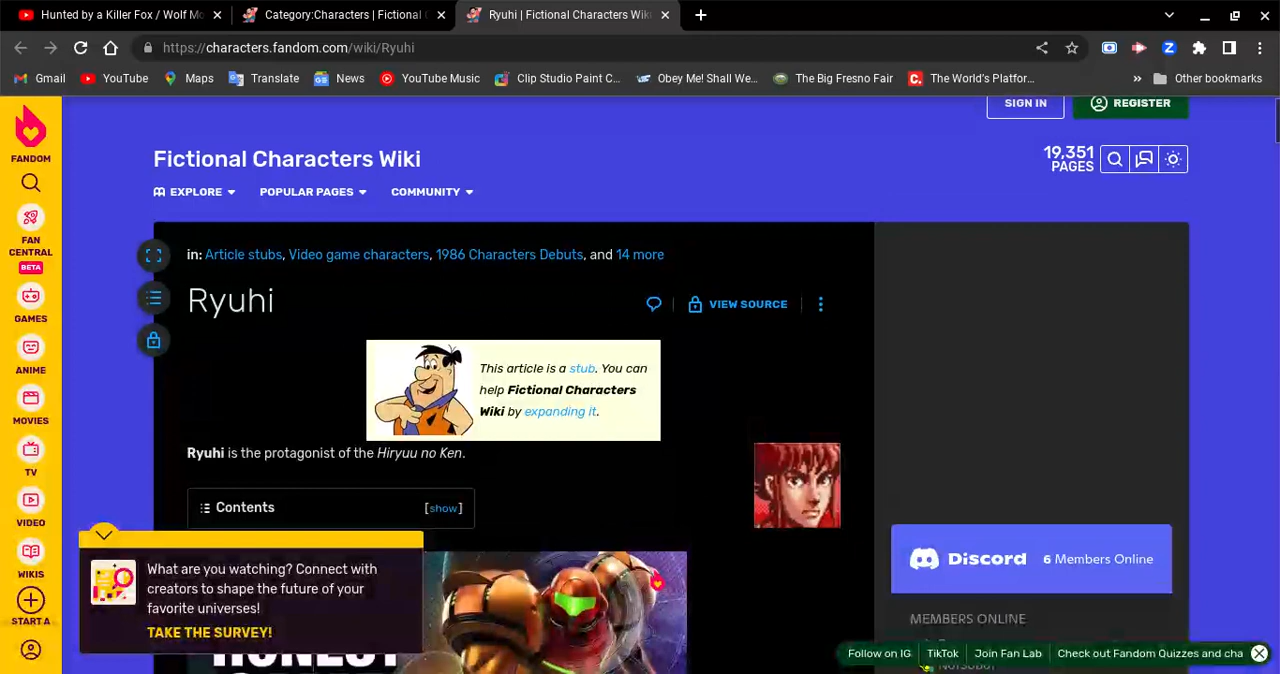 Hunted by a Killer Fox / Wolf Mo
Category:Characters | Fictional C
Ryuhi | Fictional Characters Wiki
https://characters.fandom.com/wiki/Ryuhi
Gmail
YouTube
Maps
Translate
News
YouTube Music
Clip Studio Paint C...
Obey Me! Shall We...
The Big Fresno Fair
The World's Platfor...
»
Other bookmarks
FANDOM
FAN
CENTRAL
BETA
GAMES
ANIME
MOVIES
TV
VIDEO
WIKIS
START A
SIGN IN
REGISTER
Fictional Characters Wiki
19,351
PAGES
EXPLORE
POPULAR PAGES
COMMUNITY
in: Article stubs, Video game characters, 1986 Characters Debuts, and 14 more
Ryuhi
VIEW SOURCE
This article is a stub. You can
help Fictional Characters
Wiki by expanding it.
Ryuhi is the protagonist of the Hiryuu no Ken.
Contents
[show]
What are you watching? Connect with
creators to shape the future of your
favorite universes!
TAKE THE SURVEY!
HONEST
Discord
6 Members Online
MEMBERS ONLINE
Follow on IG
TikTok
Join Fan Lab
Check out Fandom Quizzes and cha